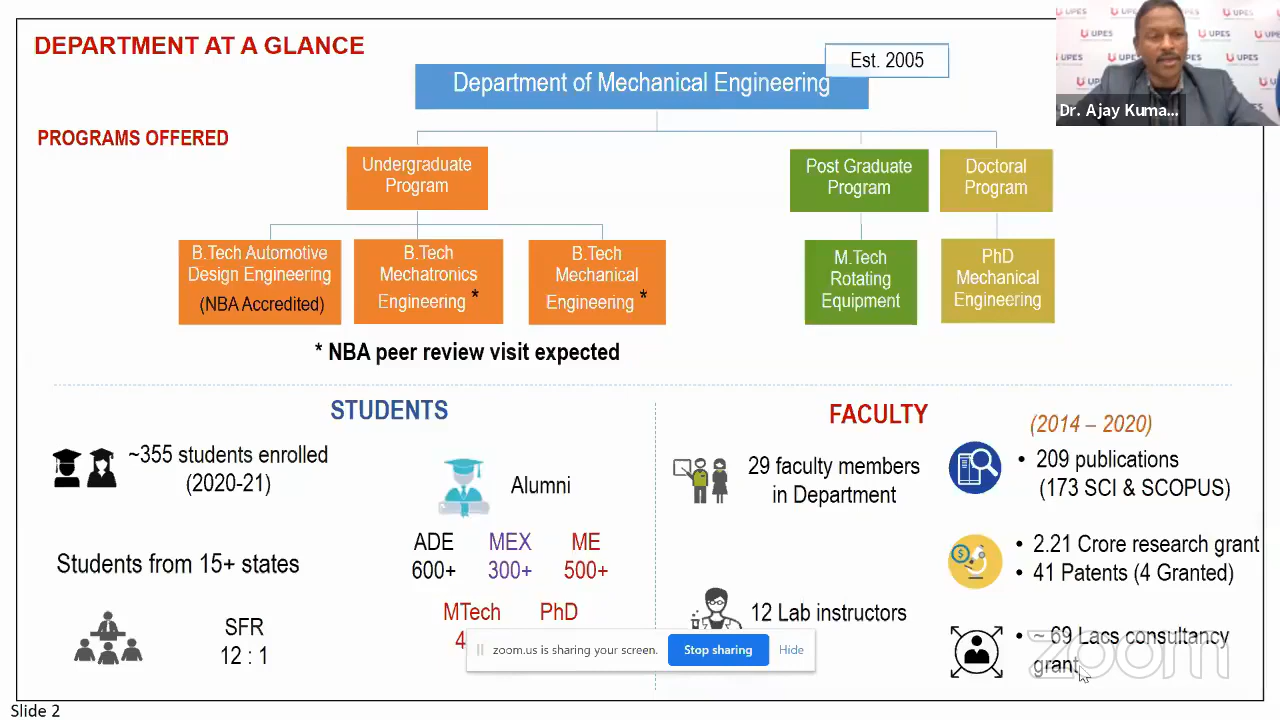 DEPARTMENT AT A GLANCE
Est. 2005
Department of Mechanical Engineering
UPES
UPES
UPES
UPES
Dr. Ajay Kuma...
PROGRAMS OFFERED
Undergraduate
Program
Post Graduate
Program
Doctoral
Program
B.Tech Automotive
Design Engineering
(NBA Accredited)
B.Tech
Mechatronics
Engineering *
B.Tech
Mechanical
Engineering *
M.Tech
Rotating
Equipment
PhD
Mechanical
Engineering
* NBA peer review visit expected
STUDENTS
~355 students enrolled
(2020-21)
Alumni
Students from 15+ states
ADE MEX ME
600+ 300+ 500+
MTech PhD
4
SFR
12 : 1
FACULTY
(2014 – 2020)
29 faculty members
in Department
• 209 publications
(173 SCI & SCOPUS)
• 2.21 Crore research grant
• 41 Patents (4 Granted)
12 Lab instructors
• ~ 69 Lacs consultancy
grant
zoom
zoom.us is sharing your screen. Stop sharing Hide
Slide 2